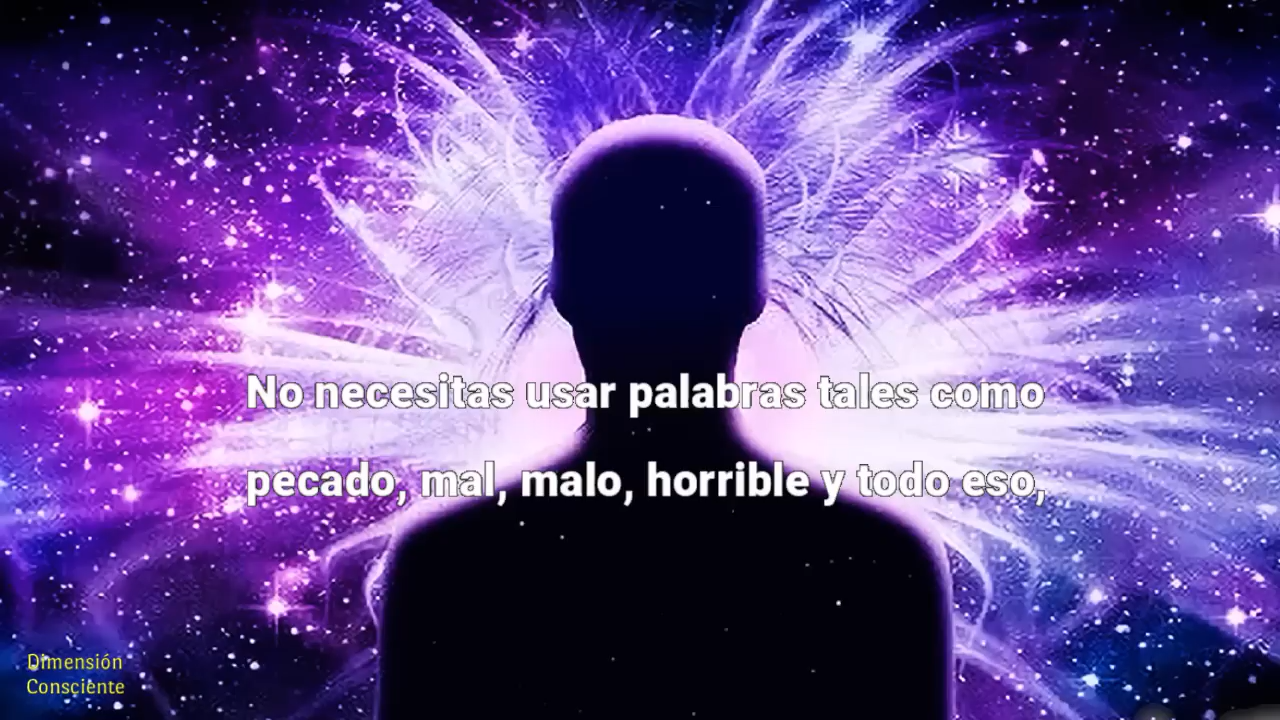 No necesitas usar palabras tales como
pecado, mal, malo, horrible y todo eso,
Dimensión
Consciente